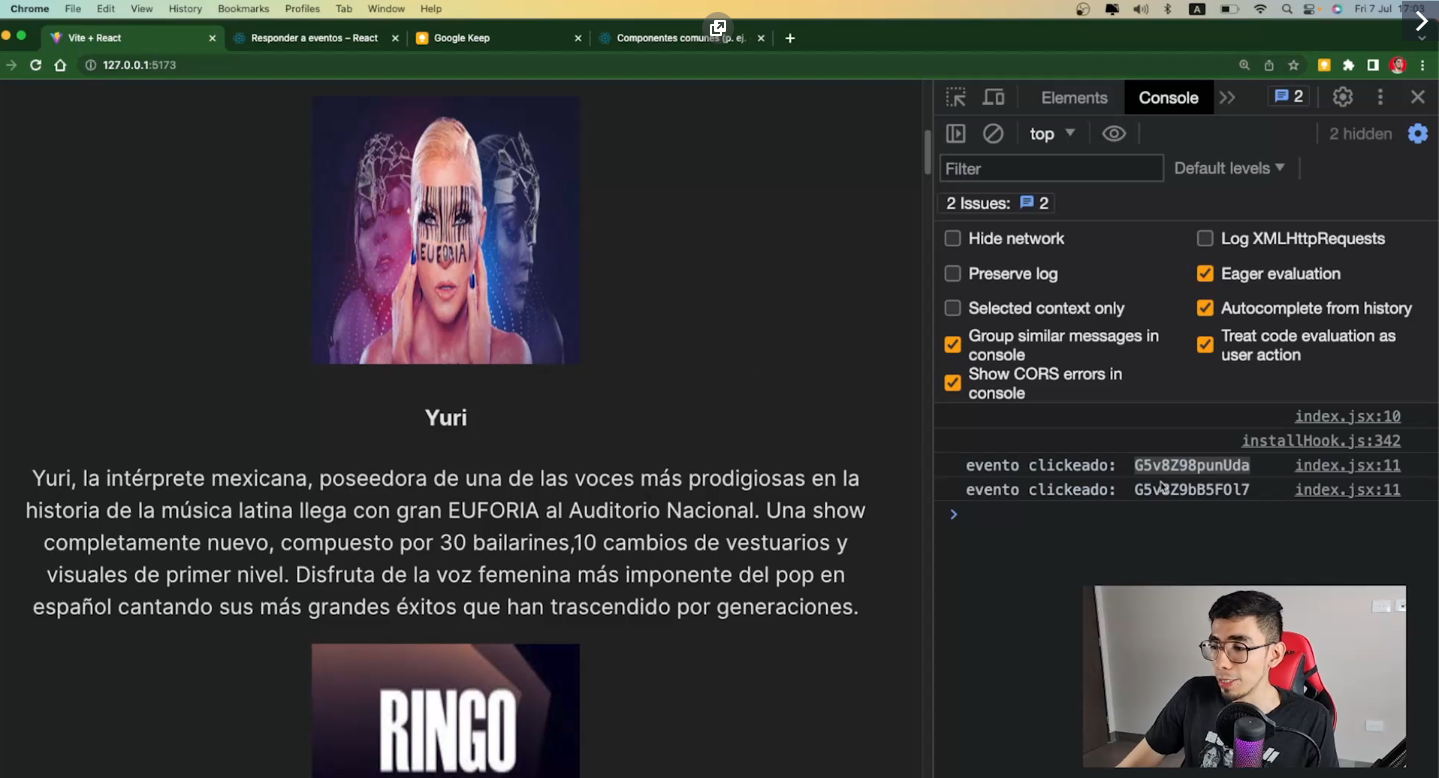 Chrome File Edit View History Bookmarks Profiles Tab Window Help A Fri 7 Jul 17:03
Vite + React
Responder a eventos – React
Google Keep
Componentes comunes (p. ej.
127.0.0.1:5173
Elements Console 2
top 2 hidden
Filter Default levels
2 Issues: 2
Hide network Log XMLHttpRequests
Preserve log Eager evaluation
Selected context only Autocomplete from history
Group similar messages in console
Treat code evaluation as user action
Show CORS errors in console
index.jsx:10
installHook.js:342
evento clickeado: G5v8Z98punUda index.jsx:11
evento clickeado: G5v8Z9bB5FOl7 index.jsx:11
EUFORIA
Yuri
Yuri, la intérprete mexicana, poseedora de una de las voces más prodigiosas en la
historia de la música latina llega con gran EUFORIA al Auditorio Nacional. Una show
completamente nuevo, compuesto por 30 bailarines,10 cambios de vestuarios y
visuales de primer nivel. Disfruta de la voz femenina más imponente del pop en
español cantando sus más grandes éxitos que han trascendido por generaciones.
RINGO